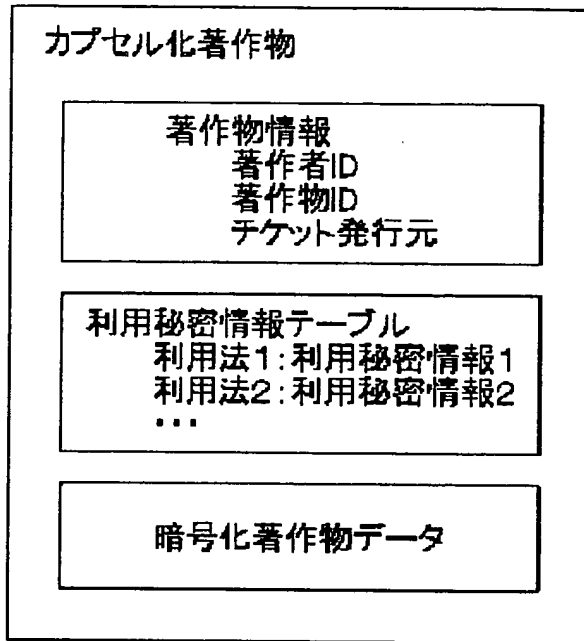 カプセル化著作物
著作物情報
著作者ID
著作物ID
チケット発行元
利用秘密情報テーブル
利用法1:利用秘密情報1
利用法2:利用秘密情報2
・・・
暗号化著作物データ